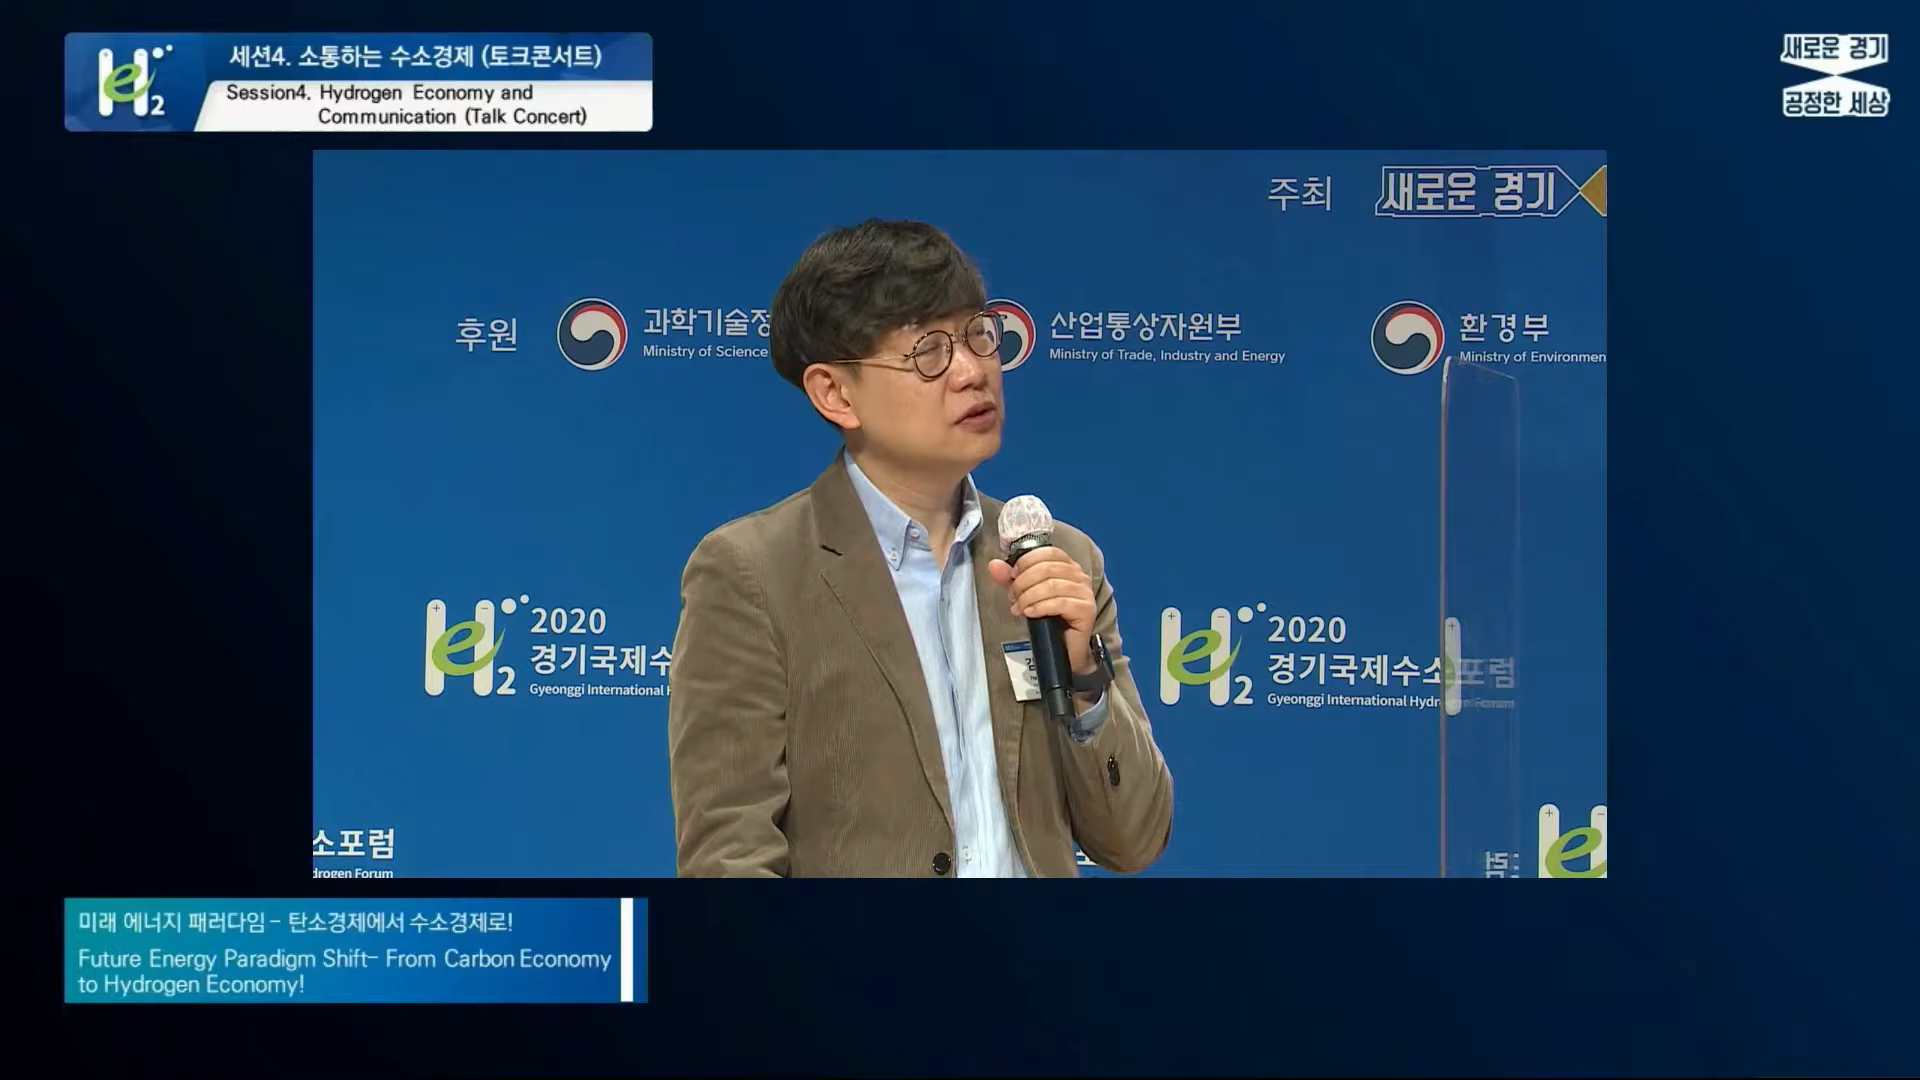 세션4. 소통하는 수소경제 (토크콘서트)
Session4. Hydrogen Economy and
Communication (Talk Concert)
새로운 경기
공정한 세상
주최
새로운 경기
후원
과학기술정
Ministry of Science
산업통상자원부
Ministry of Trade, Industry and Energy
환경부
Ministry of Environmen
H2
2020
경기국제수
Gyeonggi International
2020
경기국제수소포럼
Gyeonggi International Hydr
소포럼
drogen Forum
미래 에너지 패러다임 - 탄소경제에서 수소경제로!
Future Energy Paradigm Shift- From Carbon Economy
to Hydrogen Economy!